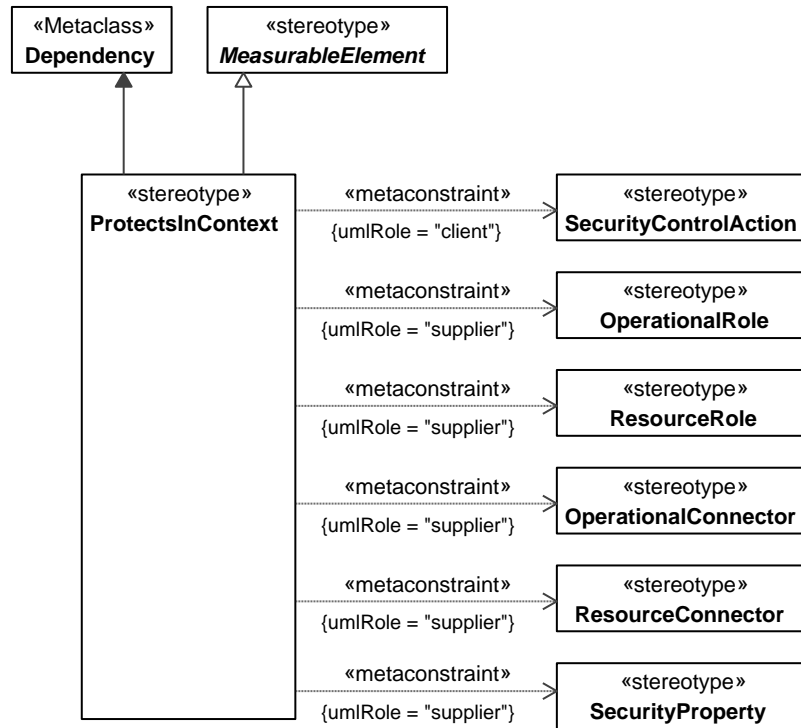 «Metaclass»
Dependency
«stereotype»
MeasurableElement
«stereotype»
ProtectsInContext
«metaconstraint»
{umlRole = "client"}
«stereotype»
SecurityControlAction
«metaconstraint»
{umlRole = "supplier"}
«stereotype»
OperationalRole
«metaconstraint»
{umlRole = "supplier"}
«stereotype»
ResourceRole
«metaconstraint»
{umlRole = "supplier"}
«stereotype»
OperationalConnector
«metaconstraint»
{umlRole = "supplier"}
«stereotype»
ResourceConnector
«metaconstraint»
{umlRole = "supplier"}
«stereotype»
SecurityProperty